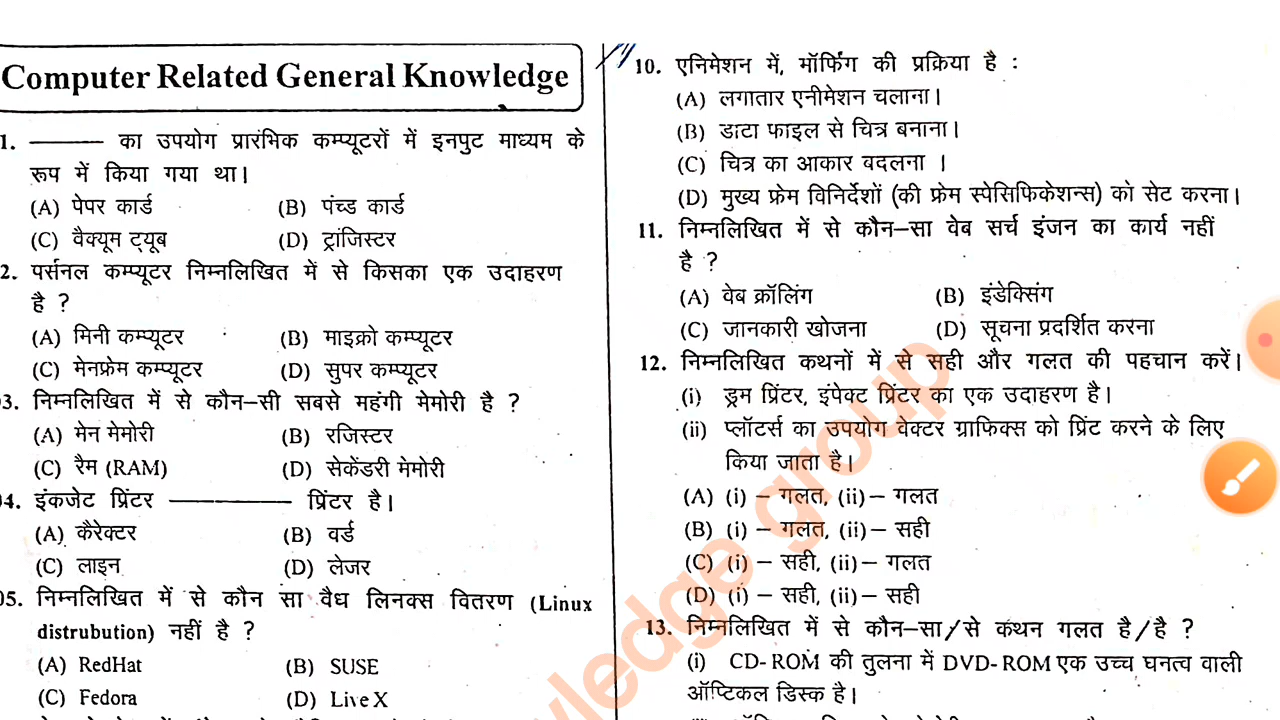 Computer Related General Knowledge
1. ——— का उपयोग प्रारंभिक कम्प्यूटरों में इनपुट माध्यम के
रूप में किया गया था।
(A) पेपर कार्ड (B) पंच्ड कार्ड
(C) वैक्यूम ट्यूब (D) ट्रांजिस्टर
2. पर्सनल कम्प्यूटर निम्नलिखित में से किसका एक उदाहरण
है ?
(A) मिनी कम्प्यूटर (B) माइक्रो कम्प्यूटर
(C) मेनफ्रेम कम्प्यूटर (D) सुपर कम्प्यूटर
03. निम्नलिखित में से कौन–सी सबसे महंगी मेमोरी है ?
(A) मेन मेमोरी (B) रजिस्टर
(C) रैम (RAM) (D) सेकेंडरी मेमोरी
04. इंकजेट प्रिंटर ————— प्रिंटर है।
(A) कैरेक्टर (B) वर्ड
(C) लाइन (D) लेजर
05. निम्नलिखित में से कौन सा वैध लिनक्स वितरण (Linux
distrubution) नहीं है ?
(A) RedHat (B) SUSE
(C) Fedora (D) Live X
10. एनिमेशन में, मॉर्फिंग की प्रक्रिया है :
(A) लगातार एनीमेशन चलाना।
(B) डाटा फाइल से चित्र बनाना।
(C) चित्र का आकार बदलना ।
(D) मुख्य फ्रेम विनिर्देशों (की फ्रेम स्पेसिफिकेशन्स) को सेट करना।
11. निम्नलिखित में से कौन–सा वेब सर्च इंजन का कार्य नहीं
है ?
(A) वेब क्रॉलिंग (B) इंडेक्सिंग
(C) जानकारी खोजना (D) सूचना प्रदर्शित करना
12. निम्नलिखित कथनों में से सही और गलत की पहचान करें।
(i) ड्रम प्रिंटर, इंपेक्ट प्रिंटर का एक उदाहरण है।
(ii) प्लॉटर्स का उपयोग वेक्टर ग्राफिक्स को प्रिंट करने के लिए
किया जाता है।
(A) (i) – गलत, (ii) – गलत
(B) (i) – गलत, (ii) – सही
(C) (i) – सही, (ii) – गलत
(D) (i) – सही, (ii) – सही
13. निम्नलिखित में से कौन–सा/से कथन गलत है/है ?
(i) CD-ROM की तुलना में DVD-ROM एक उच्च घनत्व वाली
ऑप्टिकल डिस्क है।
wledge group